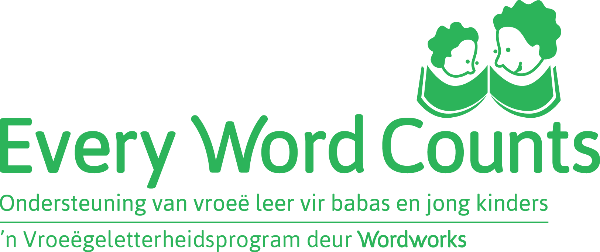 Every Word Counts
Ondersteuning van vroeë leer vir babas en jong kinders
'n Vroeëgeletterheidsprogram deur Wordworks